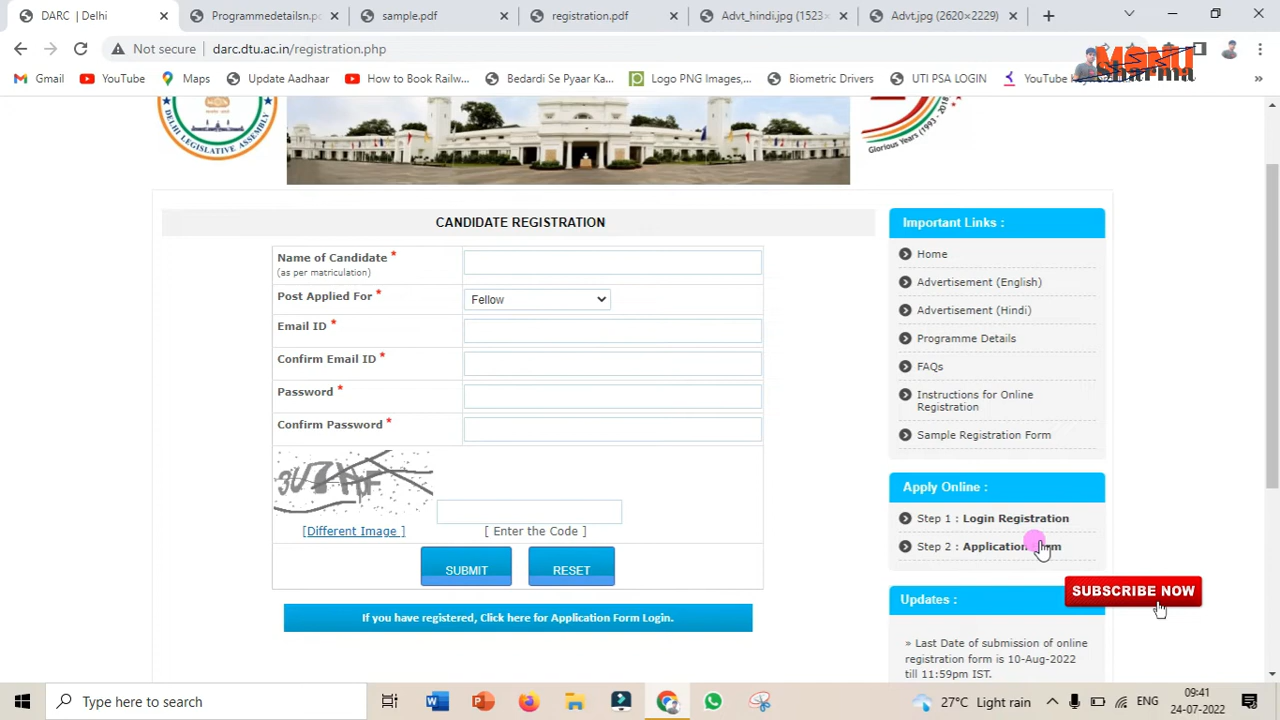 DARC | Delhi
Programmedetailsn.pc
sample.pdf
registration.pdf
Advt_hindi.jpg (1523×
Advt.jpg (2620×2229)
Not secure
darc.dtu.ac.in/registration.php
MONU
Sharma
Gmail
YouTube
Maps
Update Aadhaar
How to Book Railw...
Bedardi Se Pyaar Ka...
Logo PNG Images,...
Biometric Drivers
UTI PSA LOGIN
YouTube
DELHI LEGISLATIVE ASSEMBLY
Glorious Years (1993 - 2018)
CANDIDATE REGISTRATION
Name of Candidate *
(as per matriculation)
Post Applied For *
Fellow
Email ID *
Confirm Email ID *
Password *
Confirm Password *
[Different Image ]
[ Enter the Code ]
SUBMIT
RESET
If you have registered, Click here for Application Form Login.
Important Links :
Home
Advertisement (English)
Advertisement (Hindi)
Programme Details
FAQs
Instructions for Online
Registration
Sample Registration Form
Apply Online :
Step 1 : Login Registration
Step 2 : Application Form
SUBSCRIBE NOW
Updates :
» Last Date of submission of online
registration form is 10-Aug-2022
till 11:59pm IST.
Type here to search
27°C Light rain
ENG
09:41
24-07-2022